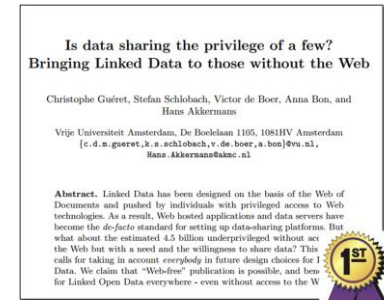 Is data sharing the privilege of a few?
Bringing Linked Data to those without the Web
Christophe Guéret, Stefan Schlobach, Victor de Boer, Anna Bon, and
Hans Akkermans
Vrije Universiteit Amsterdam, De Boelelaan 1105, 1081HV Amsterdam
{c.d.m.gueret,k.s.schlobach,v.de.boer,a.bon}@vu.nl,
Hans.Akkermans@akmc.nl
Abstract. Linked Data has been designed on the basis of the Web of
Documents and pushed by individuals with privileged access to Web
technologies. As a result, Web hosted applications and data servers have
become the de-facto standard for setting up data-sharing platforms. But
what about the estimated 4.5 billion underprivileged without
the Web but with a need and the willingness to share data? This
calls for taking in account everybody in future design choices for
Data. We claim that "Web-free" publication is possible, and
for Linked Open Data everywhere - even without access to the
1ST